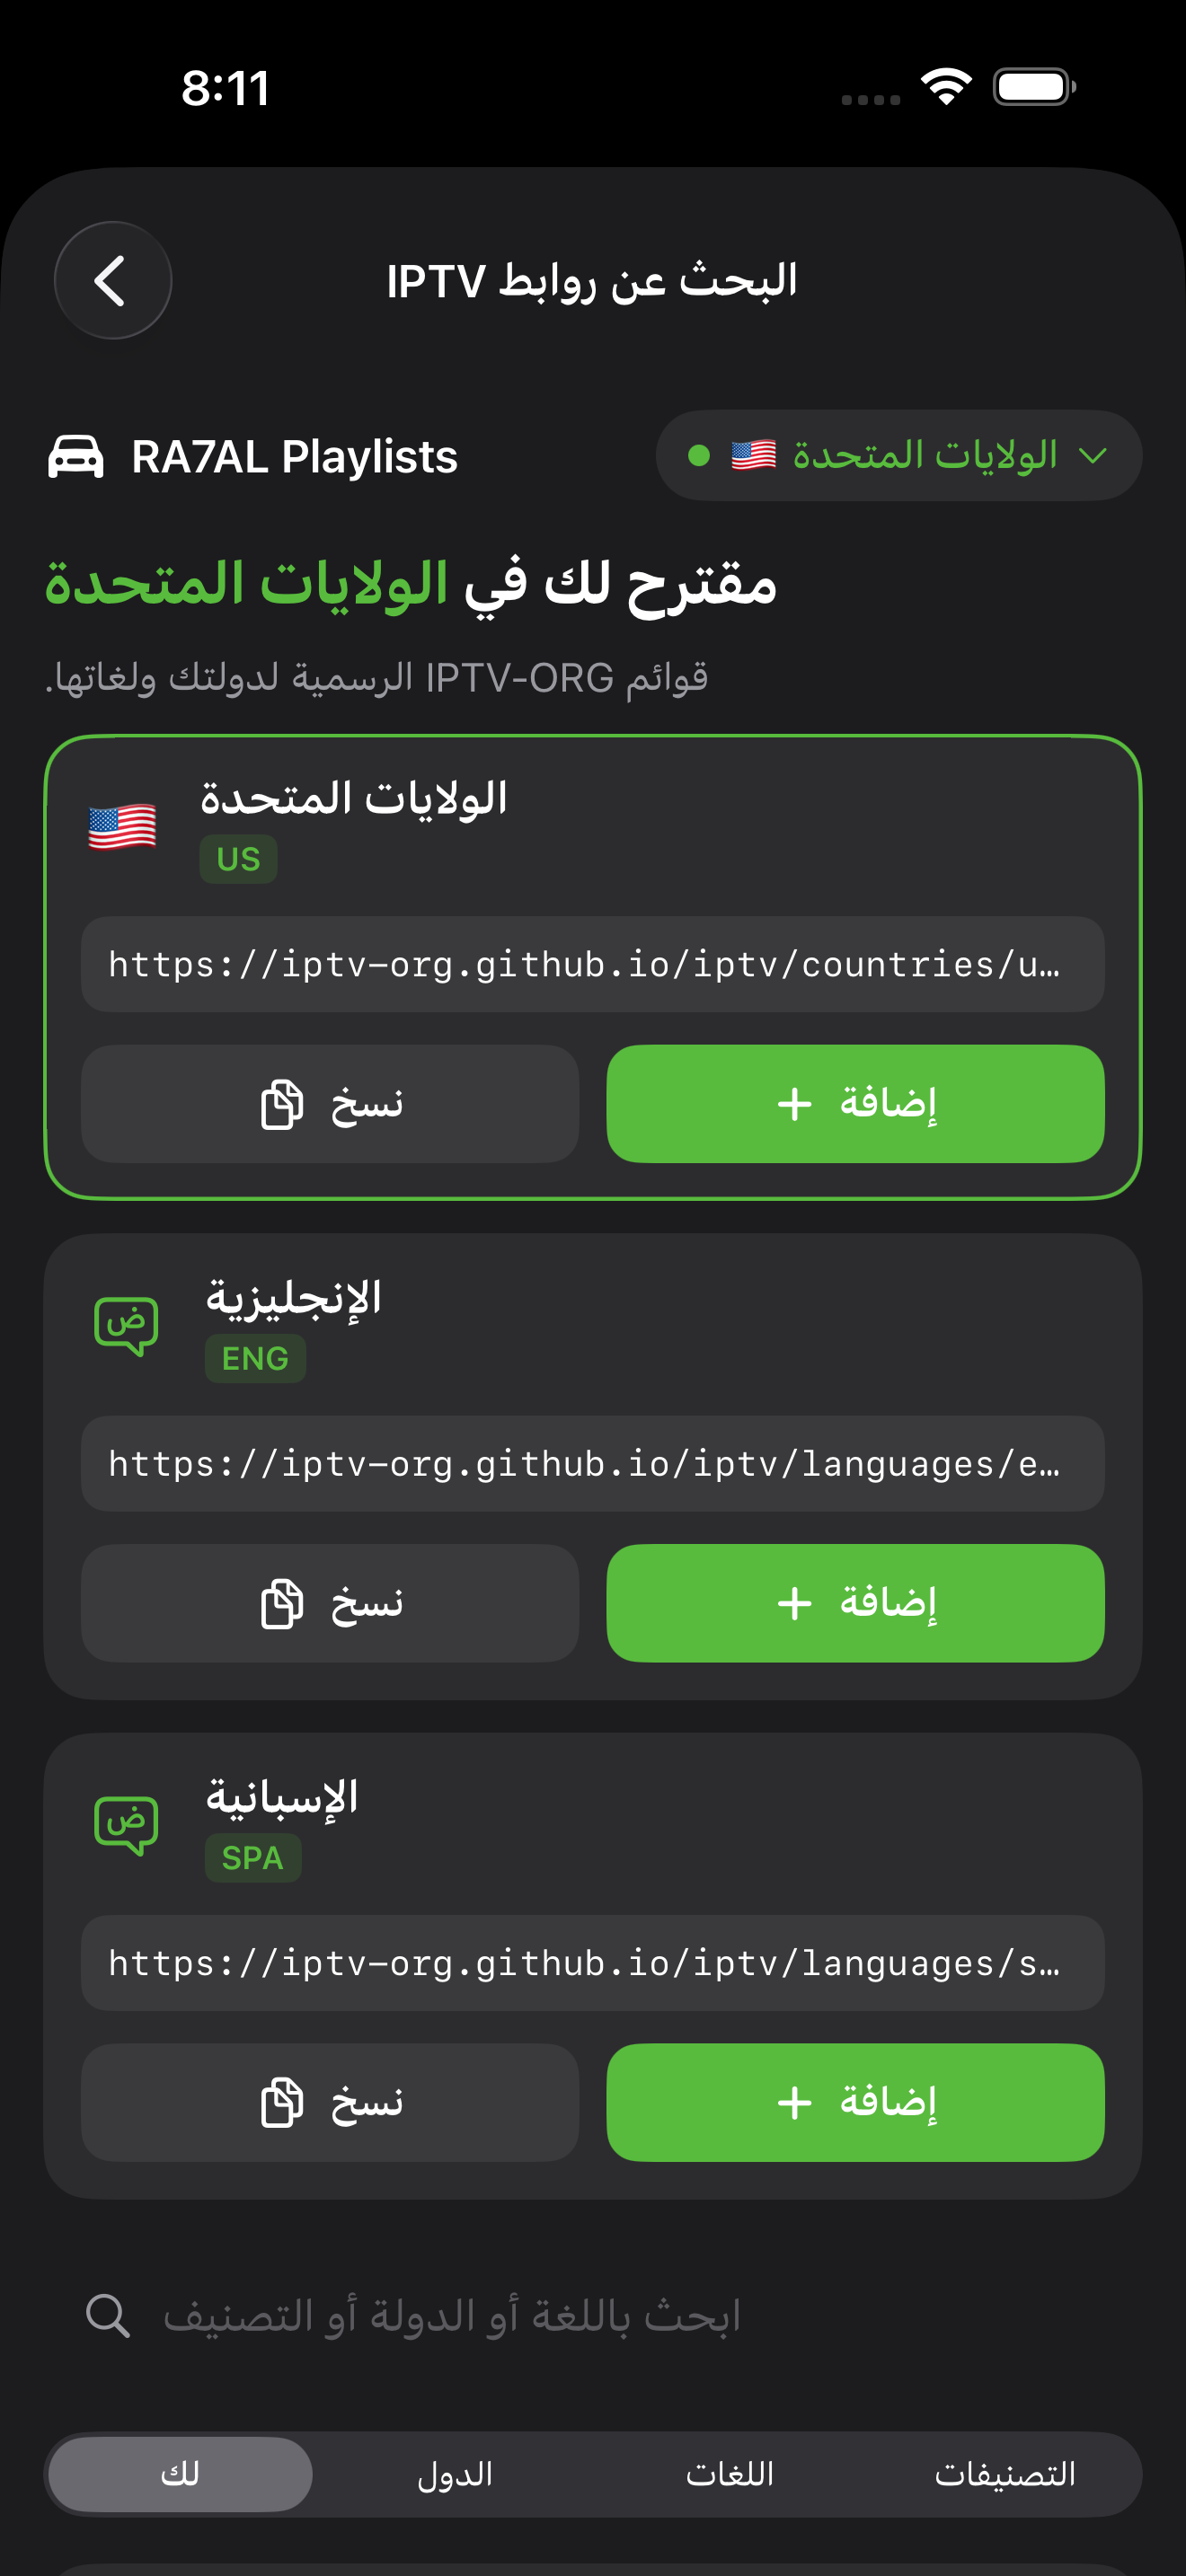 8:11
البحث عن روابط IPTV
RA7AL Playlists
الولايات المتحدة
مقترح لك في الولايات المتحدة
قوائم IPTV-ORG الرسمية لدولتك ولغاتها.
الولايات المتحدة
US
https://iptv-org.github.io/iptv/countries/u…
نسخ
إضافة
الإنجليزية
ض
ENG
https://iptv-org.github.io/iptv/languages/e…
نسخ
إضافة
الإسبانية
ض
SPA
https://iptv-org.github.io/iptv/languages/s…
نسخ
إضافة
ابحث باللغة أو الدولة أو التصنيف
لك
الدول
اللغات
التصنيفات